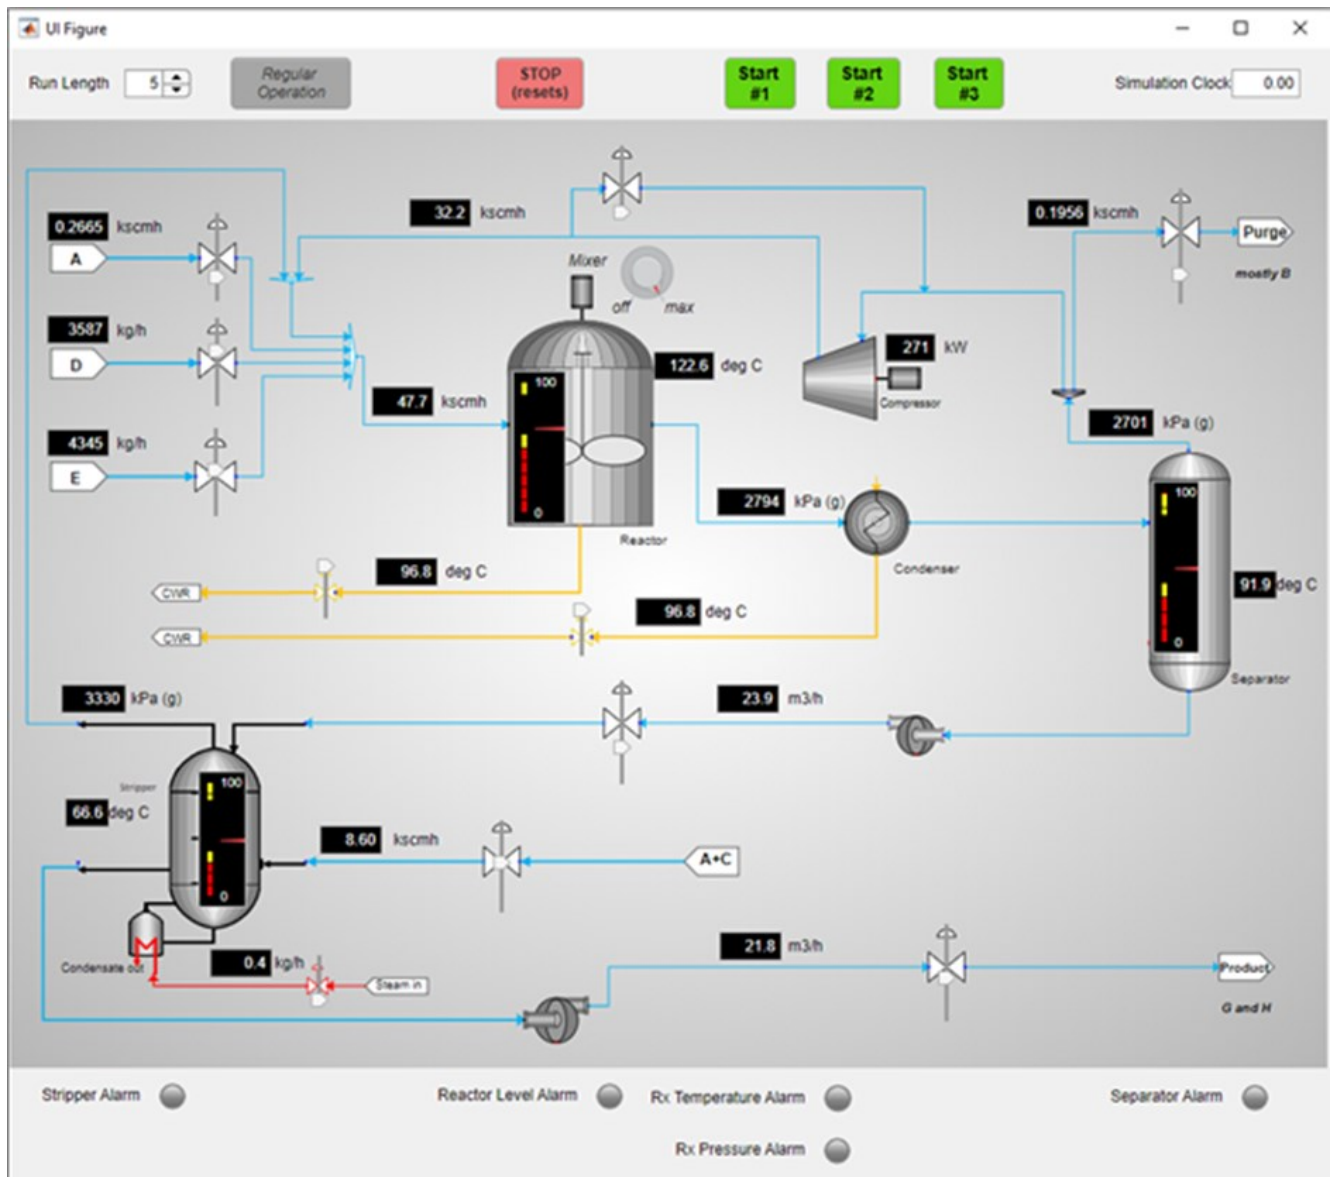 UI Figure
Run Length 5
Regular
Operation
STOP
(resets)
Start
#1
Start
#2
Start
#3
Simulation Clock 0.00
0.2665 kscmh
A
32.2 kscmh
0.1956 kscmh
Purge
mostly B
Mixer
off max
3587 kg/h
D
47.7 kscmh
100
0
122.6 deg C
271 kW
Compressor
4345 kg/h
E
2701 kPa (g)
Reactor
2794 kPa (g)
Condenser
100
0
91.9 deg C
Separator
96.8 deg C
CWR
96.8 deg C
CWR
3330 kPa (g)
23.9 m3/h
Stripper
100
0
66.6 deg C
8.60 kscmh
A+C
Condensate out
0.4 kg/h
Steam in
21.8 m3/h
Product
G and H
Stripper Alarm
Reactor Level Alarm
Rx Temperature Alarm
Separator Alarm
Rx Pressure Alarm